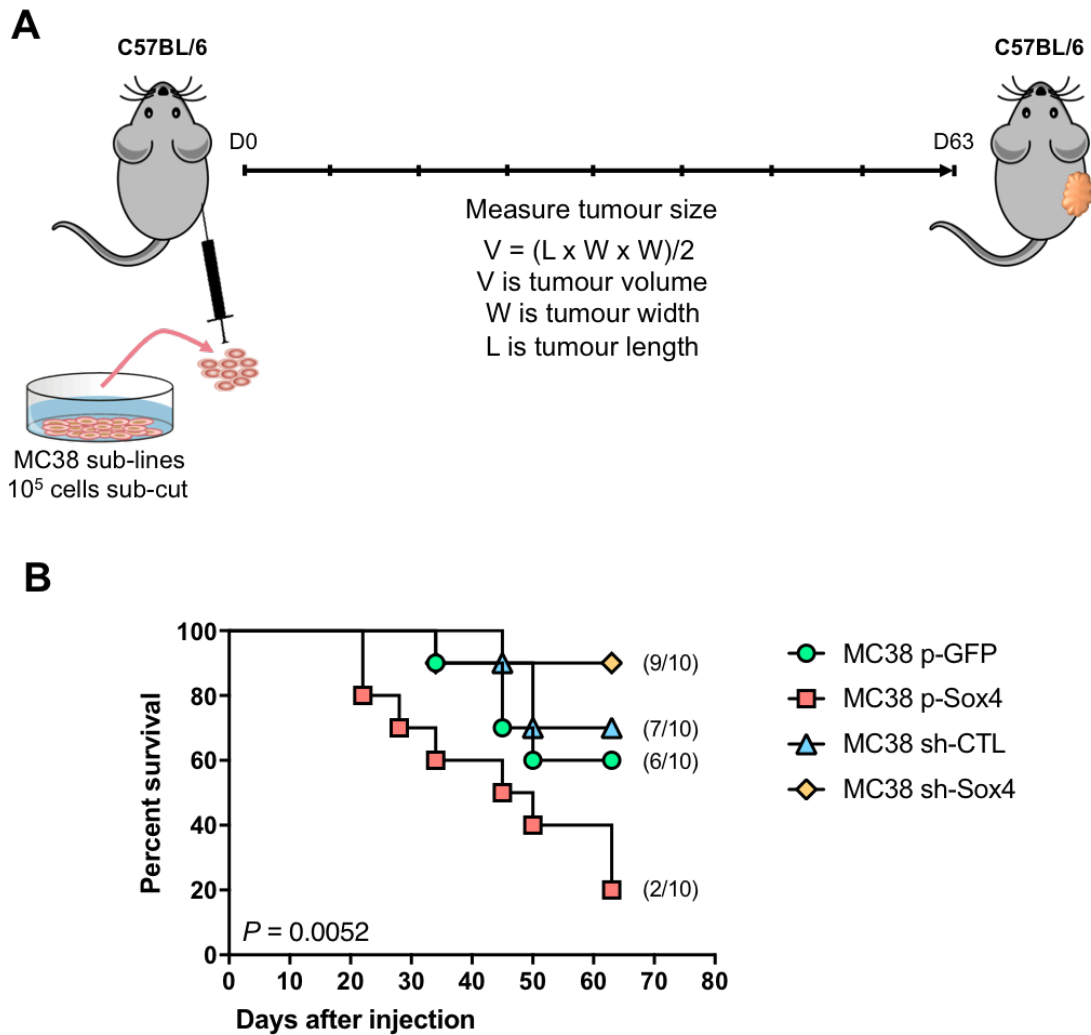 A
C57BL/6
C57BL/6
D0
D63
Measure tumour size
V = (L x W x W)/2
V is tumour volume
W is tumour width
L is tumour length
MC38 sub-lines
10⁵ cells sub-cut
B
Percent survival
100
80
60
40
20
0
(9/10)
(7/10)
(6/10)
(2/10)
P = 0.0052
0 10 20 30 40 50 60 70 80
Days after injection
MC38 p-GFP
MC38 p-Sox4
MC38 sh-CTL
MC38 sh-Sox4